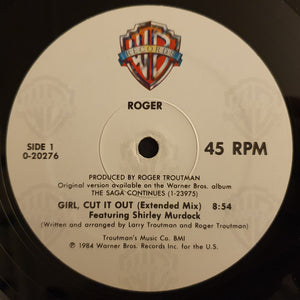 WB
RECORDS
ROGER
SIDE 1
0-20276
45 RPM
PRODUCED BY ROGER TROUTMAN
Original version available on the Warner Bros. album
THE SAGA CONTINUES (1-23975)
GIRL, CUT IT OUT (Extended Mix) 8:54
Featuring Shirley Murdock
(Written and arranged by Larry Troutman and Roger Troutman)
Troutman's Music Co. BMI
℗ 1984 Warner Bros. Records Inc. for the U.S.